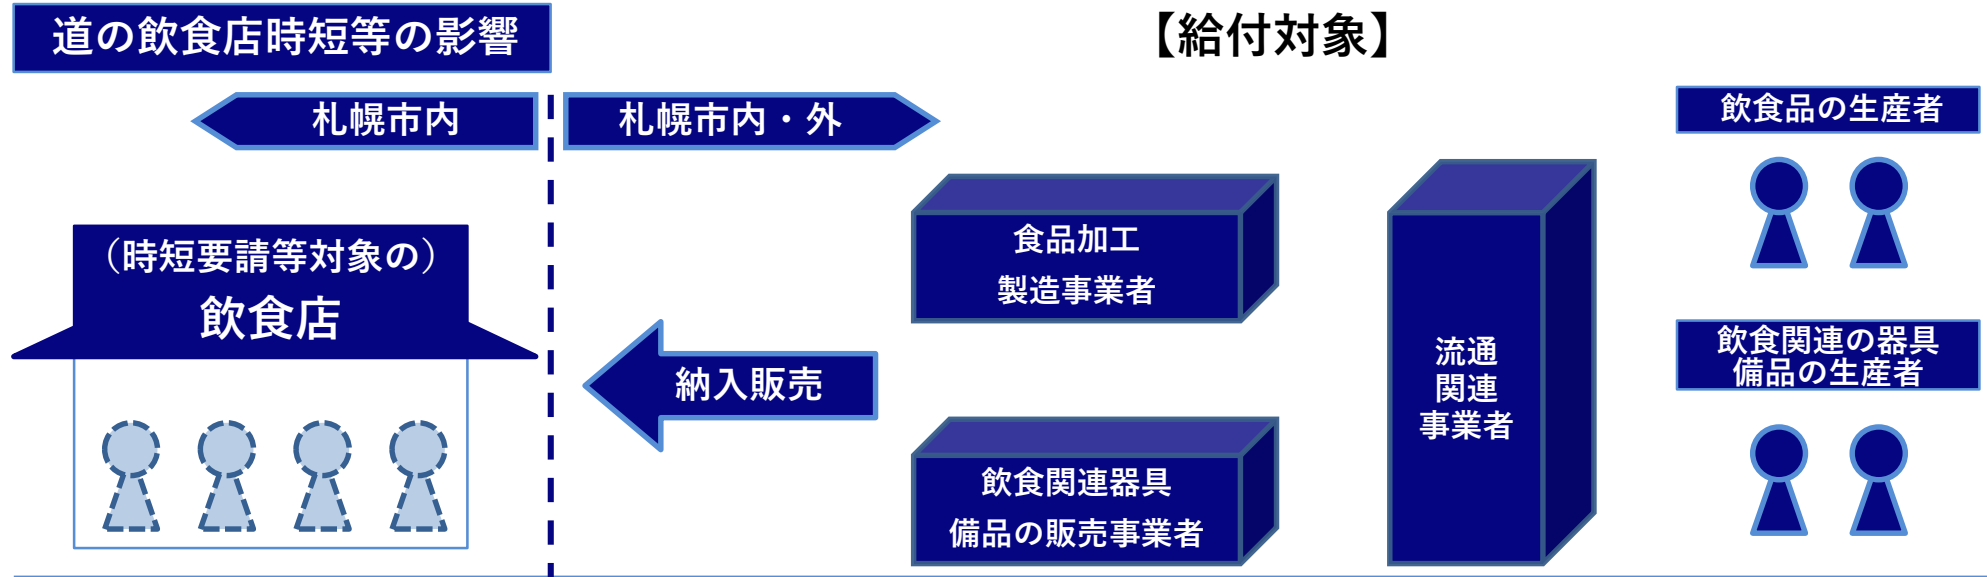 道の飲食店時短等の影響
【給付対象】
札幌市内
札幌市内・外
飲食品の生産者
（時短要請等対象の）
飲食店
食品加工
製造事業者
納入販売
流通
関連
事業者
飲食関連の器具
備品の生産者
飲食関連器具
備品の販売事業者